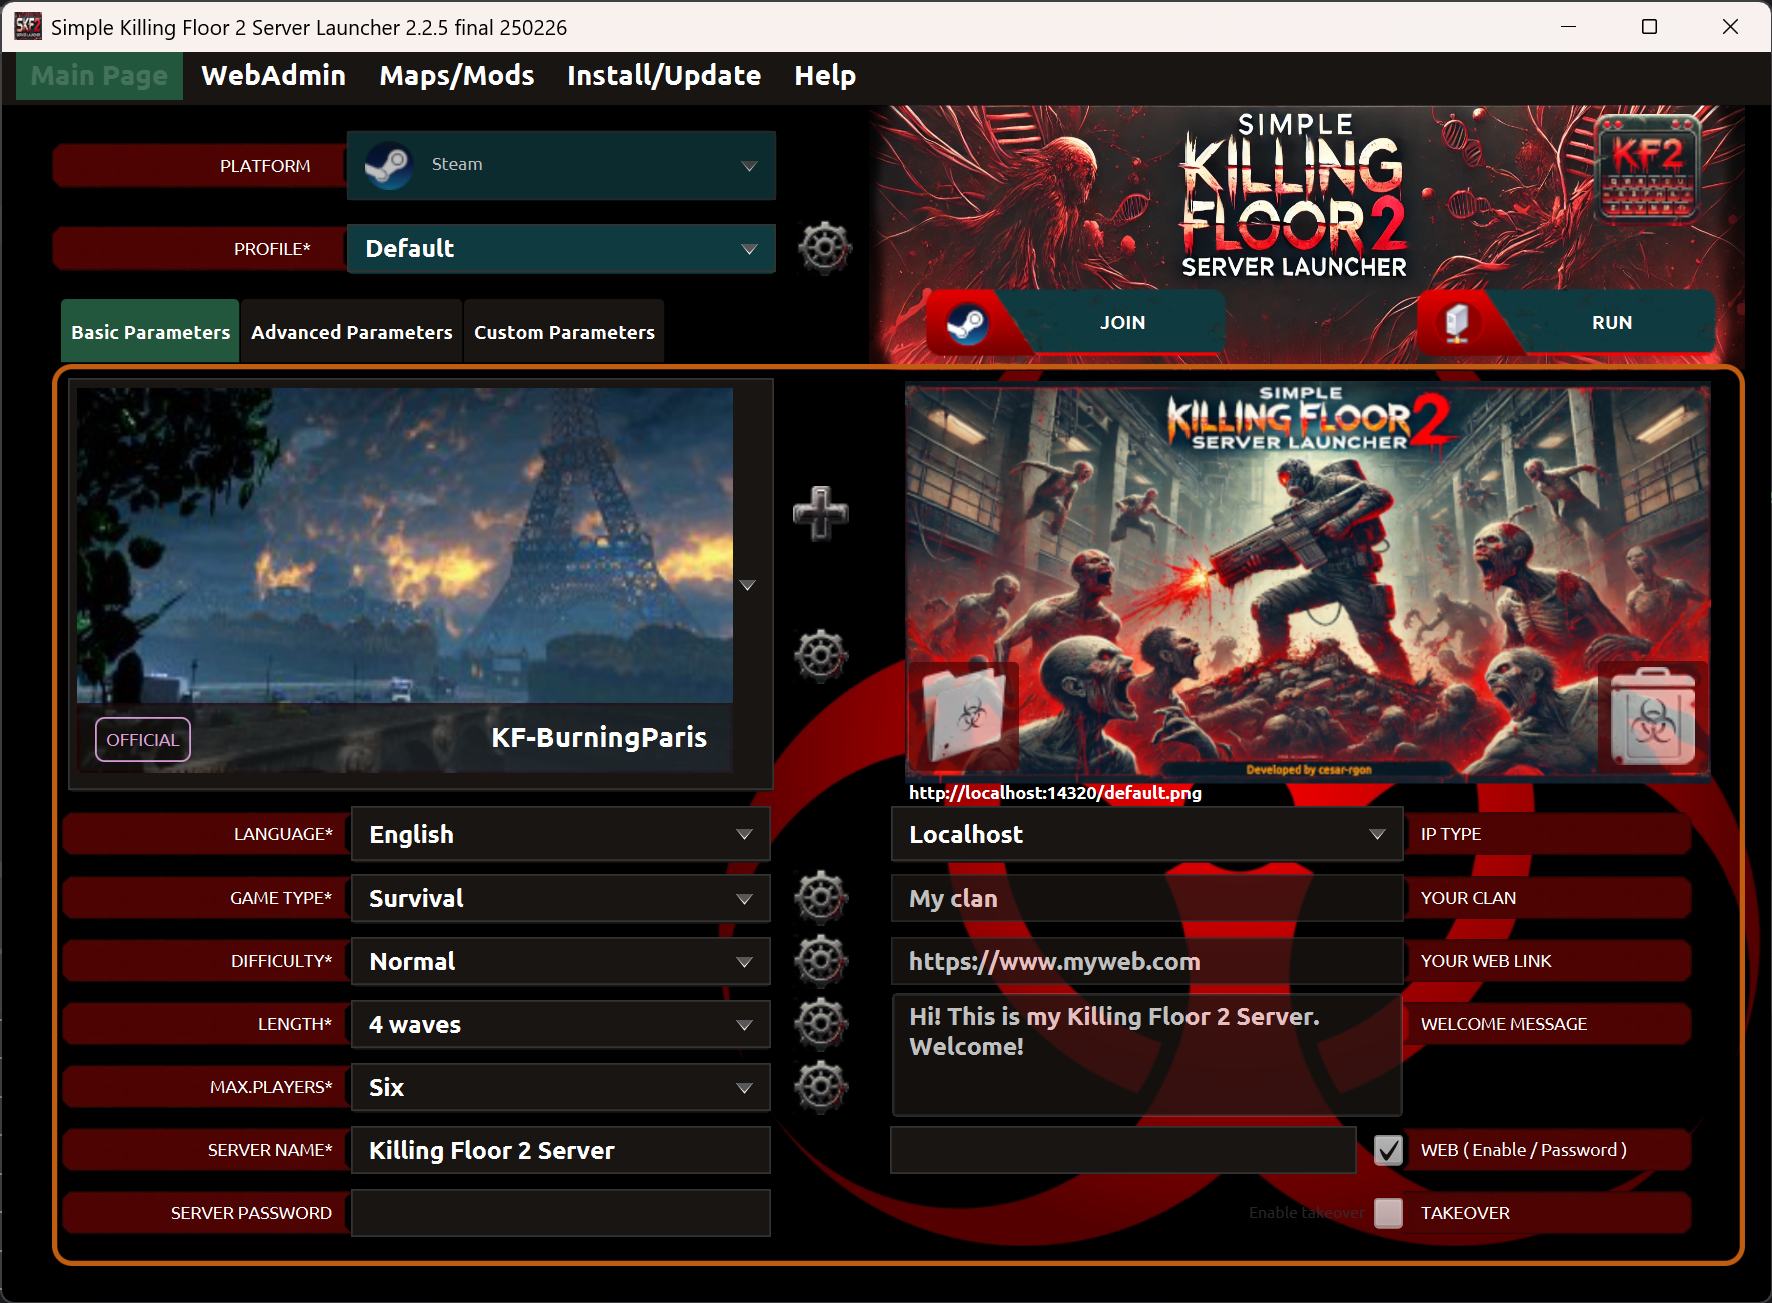 Simple Killing Floor 2 Server Launcher 2.2.5 final 250226
Main Page WebAdmin Maps/Mods Install/Update Help
PLATFORM Steam
PROFILE* Default
SIMPLE
KILLING
FLOOR 2
SERVER LAUNCHER
KF2
JOIN RUN
Basic Parameters Advanced Parameters Custom Parameters
OFFICIAL KF-BurningParis
SIMPLE
KILLING FLOOR 2
SERVER LAUNCHER
Developed by cesar-rgon
http://localhost:14320/default.png
LANGUAGE* English
Localhost IP TYPE
GAME TYPE* Survival
My clan YOUR CLAN
DIFFICULTY* Normal
https://www.myweb.com YOUR WEB LINK
LENGTH* 4 waves
Hi! This is my Killing Floor 2 Server.
Welcome!
WELCOME MESSAGE
MAX.PLAYERS* Six
SERVER NAME* Killing Floor 2 Server
WEB ( Enable / Password )
SERVER PASSWORD
Enable takeover TAKEOVER